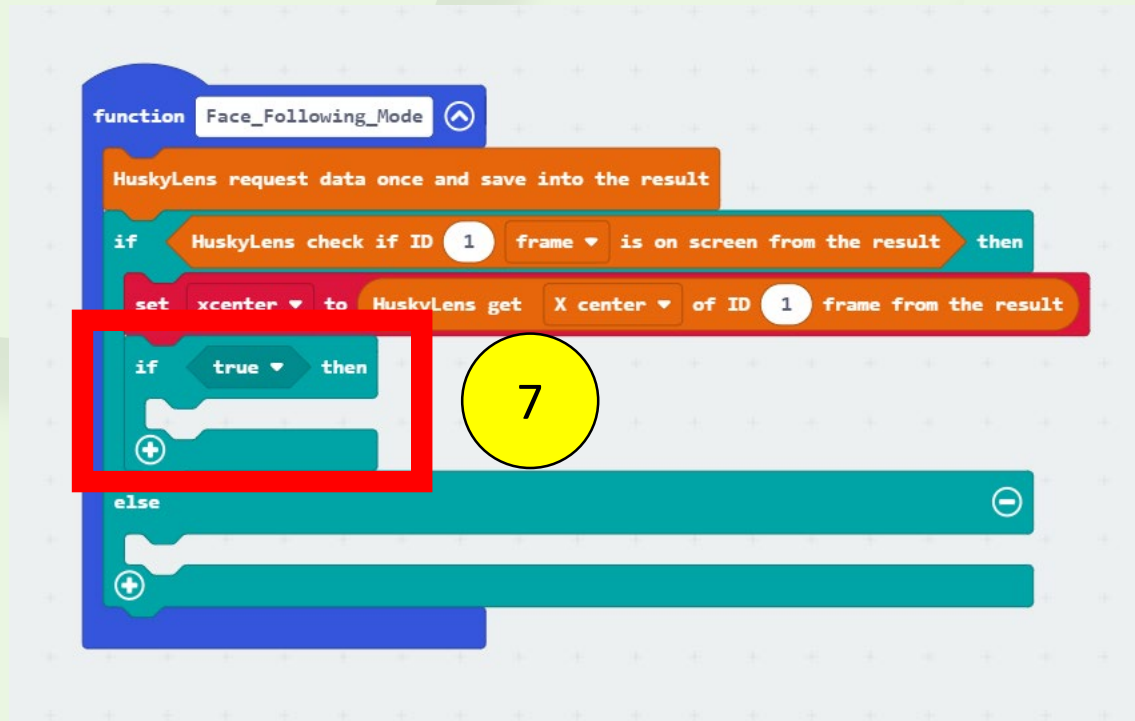 function Face_Following_Mode
HuskyLens request data once and save into the result
if HuskyLens check if ID 1 frame is on screen from the result then
set xcenter to HuskyLens get X center of ID 1 frame from the result
if true then
7
else